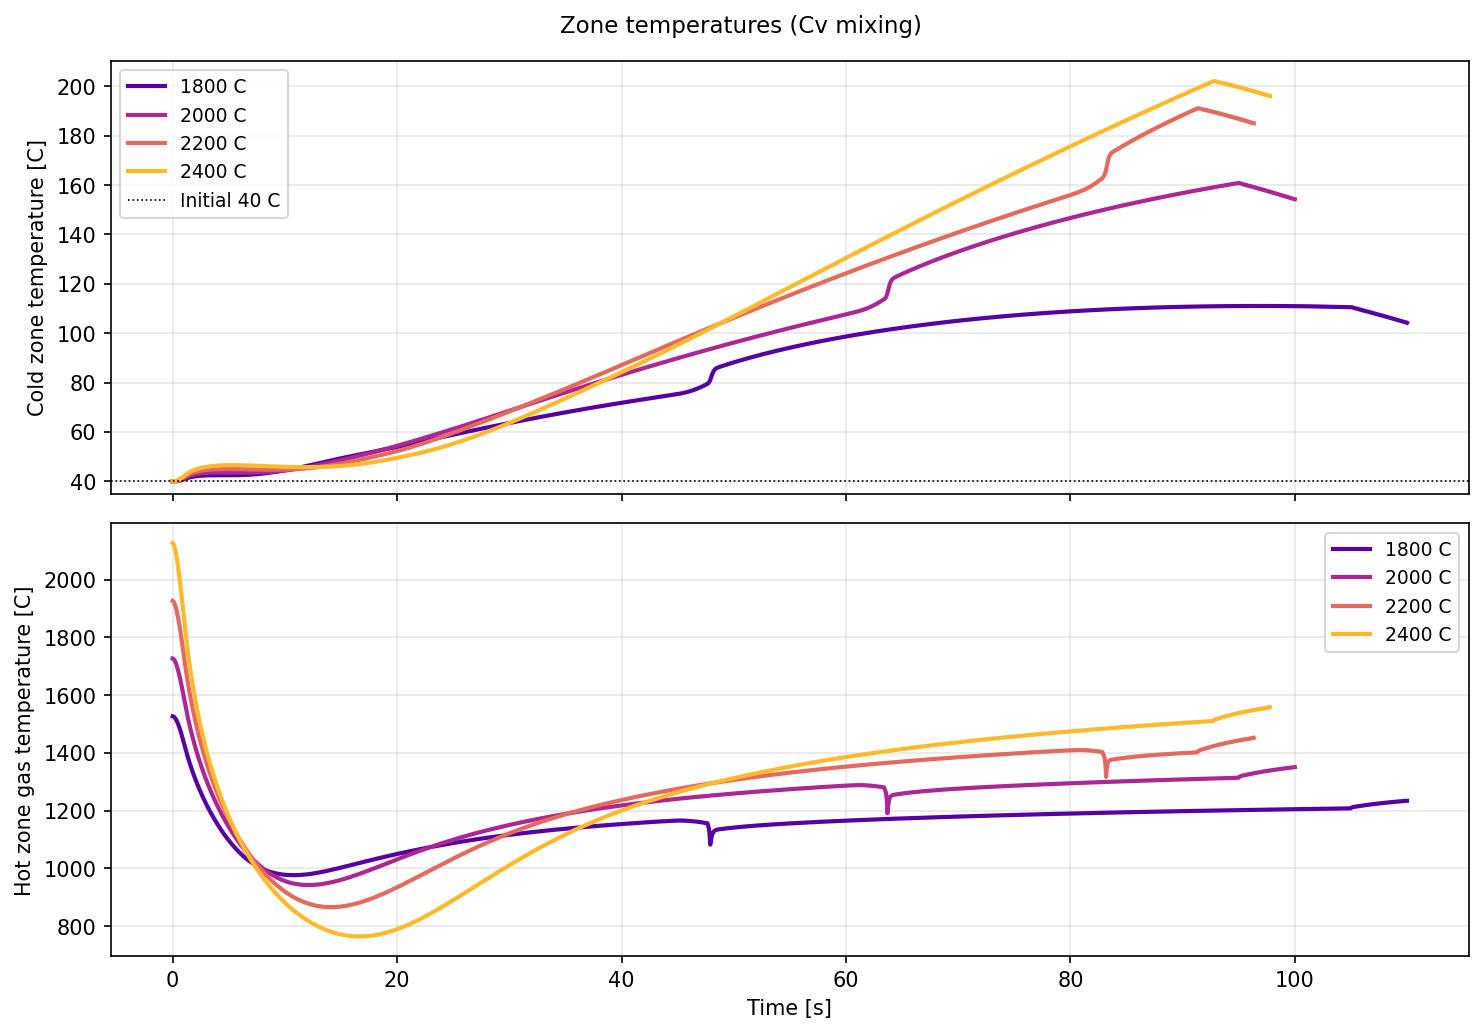 Zone temperatures (Cv mixing)
Cold zone temperature [C]
200
180
160
140
120
100
80
60
40
1800 C
2000 C
2200 C
2400 C
Initial 40 C
Hot zone gas temperature [C]
2000
1800
1600
1400
1200
1000
800
1800 C
2000 C
2200 C
2400 C
0
20
40
60
80
100
Time [s]